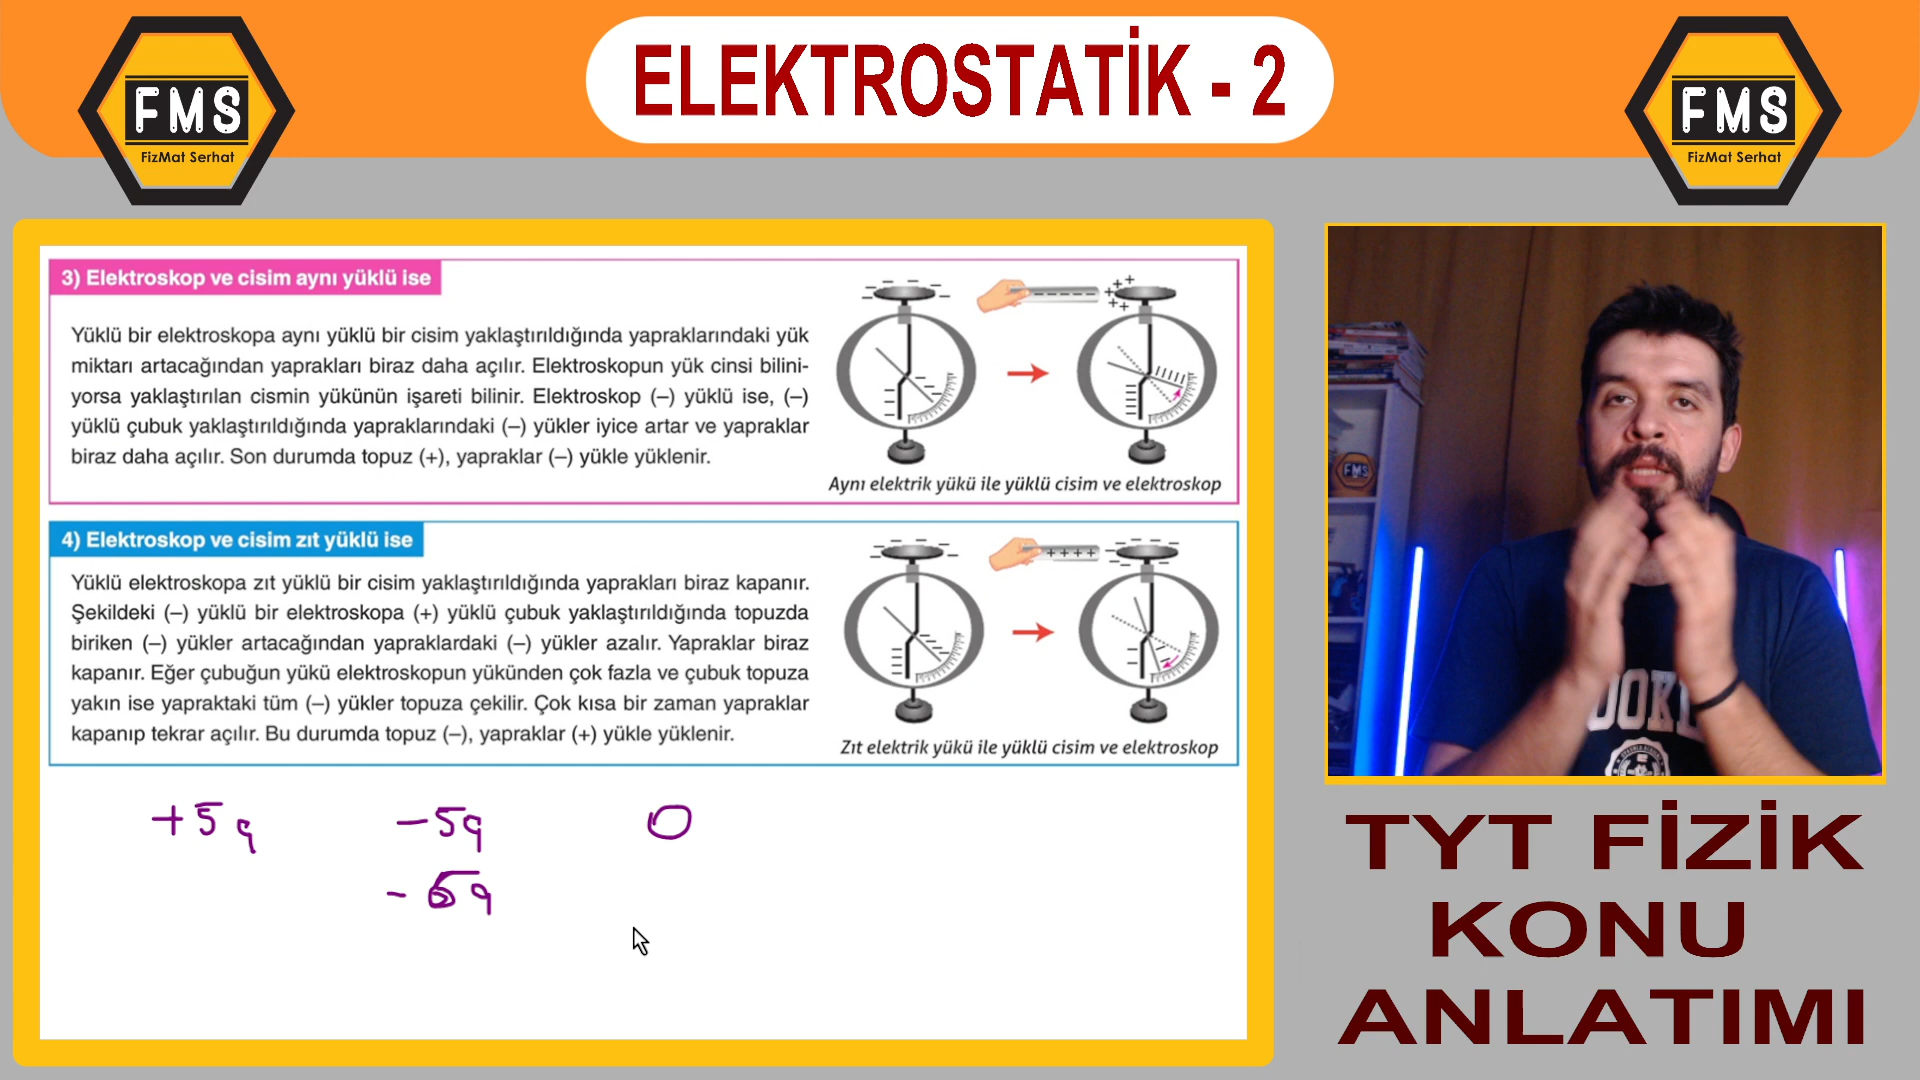 FMS
FizMat Serhat
ELEKTROSTATİK - 2
FMS
FizMat Serhat
3) Elektroskop ve cisim aynı yüklü ise
Yüklü bir elektroskopa aynı yüklü bir cisim yaklaştırıldığında yapraklarındaki yük
miktarı artacağından yaprakları biraz daha açılır. Elektroskopun yük cinsi bilini-
yorsa yaklaştırılan cismin yükünün işareti bilinir. Elektroskop (–) yüklü ise, (–)
yüklü çubuk yaklaştırıldığında yapraklarındaki (–) yükler iyice artar ve yapraklar
biraz daha açılır. Son durumda topuz (+), yapraklar (–) yükle yüklenir.
Aynı elektrik yükü ile yüklü cisim ve elektroskop
4) Elektroskop ve cisim zıt yüklü ise
Yüklü elektroskopa zıt yüklü bir cisim yaklaştırıldığında yaprakları biraz kapanır.
Şekildeki (–) yüklü bir elektroskopa (+) yüklü çubuk yaklaştırıldığında topuzda
biriken (–) yükler artacağından yapraklardaki (–) yükler azalır. Yapraklar biraz
kapanır. Eğer çubuğun yükü elektroskopun yükünden çok fazla ve çubuk topuza
yakın ise yapraktaki tüm (–) yükler topuza çekilir. Çok kısa bir zaman yapraklar
kapanıp tekrar açılır. Bu durumda topuz (–), yapraklar (+) yükle yüklenir.
Zıt elektrik yükü ile yüklü cisim ve elektroskop
+5q -5q 0
FMS
TYT FİZİK
KONU
ANLATIMI